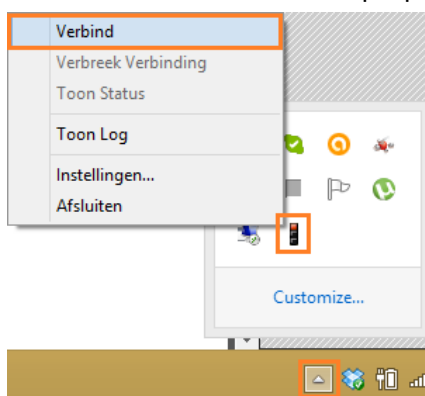 Verbind
Verbreek Verbinding
Toon Status
Toon Log
Instellingen...
Afsluiten
Customize...